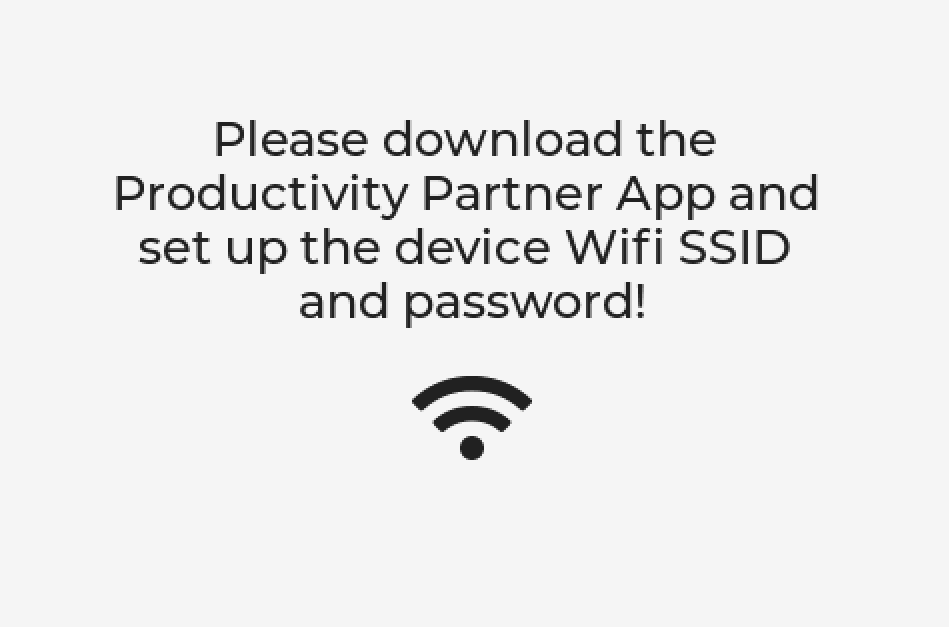 Please download the
Productivity Partner App and
set up the device Wifi SSID
and password!